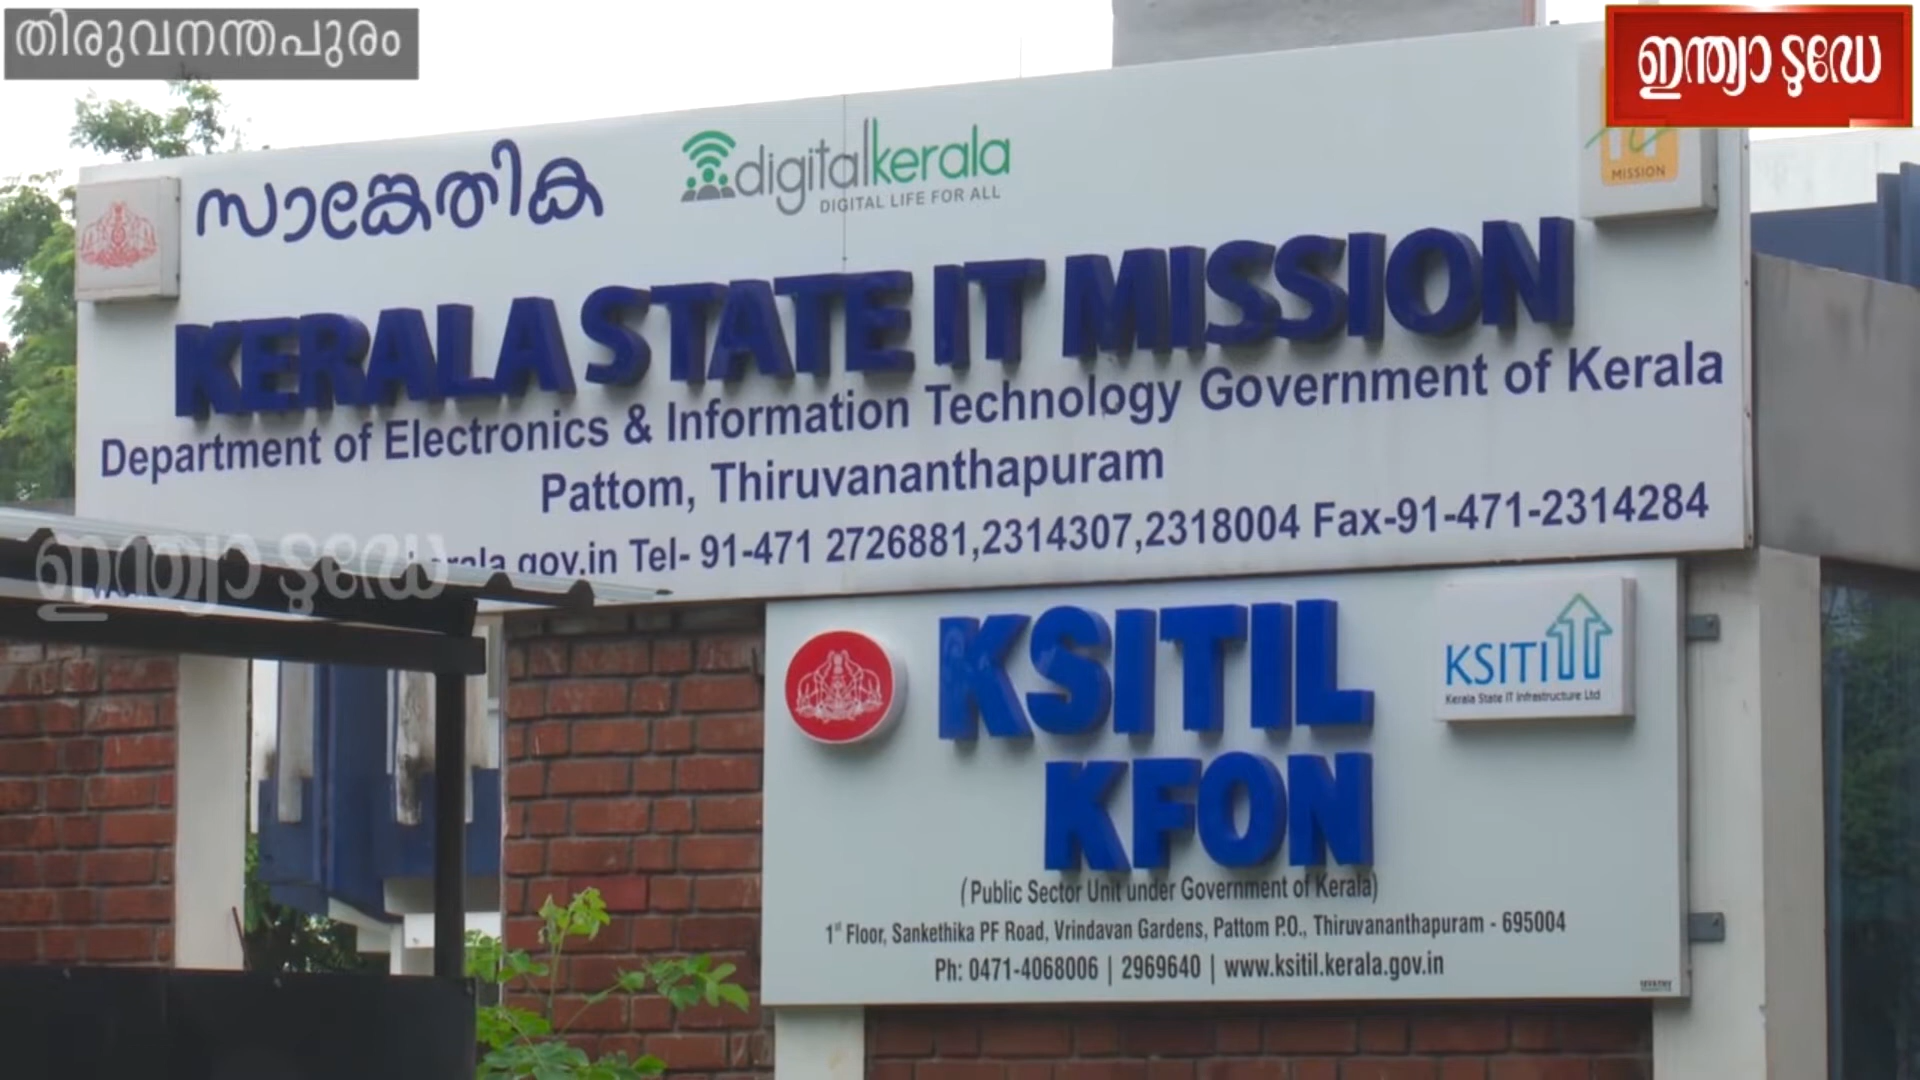 തിരുവനന്തപുരം
ഇന്ത്യാ ടുഡേ
സാങ്കേതിക
digitalkerala
DIGITAL LIFE FOR ALL
MISSION
KERALA STATE IT MISSION
Department of Electronics & Information Technology Government of Kerala
Pattom, Thiruvananthapuram
gov.in Tel- 91-471 2726881,2314307,2318004 Fax-91-471-2314284
ഇന്ത്യാ ടുഡേ
KSITIL
KSITIL
Kerala State IT Infrastructure Ltd
KFON
(Public Sector Unit under Government of Kerala)
1st Floor, Sankethika PF Road, Vrindavan Gardens, Pattom P.O., Thiruvananthapuram - 695004
Ph: 0471-4068006 | 2969640 | www.ksitil.kerala.gov.in